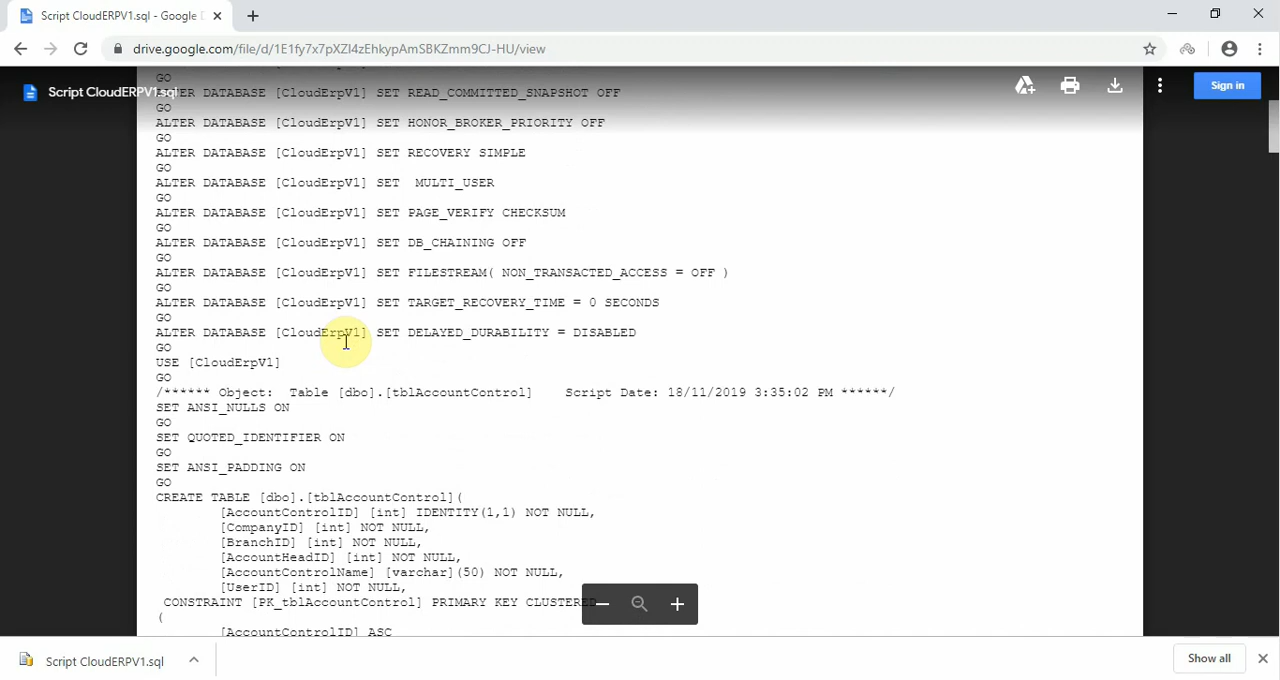 Script CloudERPV1.sql - Google D
drive.google.com/file/d/1E1fy7x7pXZl4zEhkypAmSBKZmm9CJ-HU/view
Script CloudERPV1.sql
Sign in
GO
ALTER DATABASE [CloudErpV1] SET READ_COMMITTED_SNAPSHOT OFF
GO
ALTER DATABASE [CloudErpV1] SET HONOR_BROKER_PRIORITY OFF
GO
ALTER DATABASE [CloudErpV1] SET RECOVERY SIMPLE
GO
ALTER DATABASE [CloudErpV1] SET  MULTI_USER
GO
ALTER DATABASE [CloudErpV1] SET PAGE_VERIFY CHECKSUM
GO
ALTER DATABASE [CloudErpV1] SET DB_CHAINING OFF
GO
ALTER DATABASE [CloudErpV1] SET FILESTREAM( NON_TRANSACTED_ACCESS = OFF )
GO
ALTER DATABASE [CloudErpV1] SET TARGET_RECOVERY_TIME = 0 SECONDS
GO
ALTER DATABASE [CloudErpV1] SET DELAYED_DURABILITY = DISABLED
GO
USE [CloudErpV1]
GO
/****** Object:  Table [dbo].[tblAccountControl]    Script Date: 18/11/2019 3:35:02 PM ******/
SET ANSI_NULLS ON
GO
SET QUOTED_IDENTIFIER ON
GO
SET ANSI_PADDING ON
GO
CREATE TABLE [dbo].[tblAccountControl](
[AccountControlID] [int] IDENTITY(1,1) NOT NULL,
[CompanyID] [int] NOT NULL,
[BranchID] [int] NOT NULL,
[AccountHeadID] [int] NOT NULL,
[AccountControlName] [varchar](50) NOT NULL,
[UserID] [int] NOT NULL,
CONSTRAINT [PK_tblAccountControl] PRIMARY KEY CLUSTERED
(
[AccountControlID] ASC
Script CloudERPV1.sql
Show all